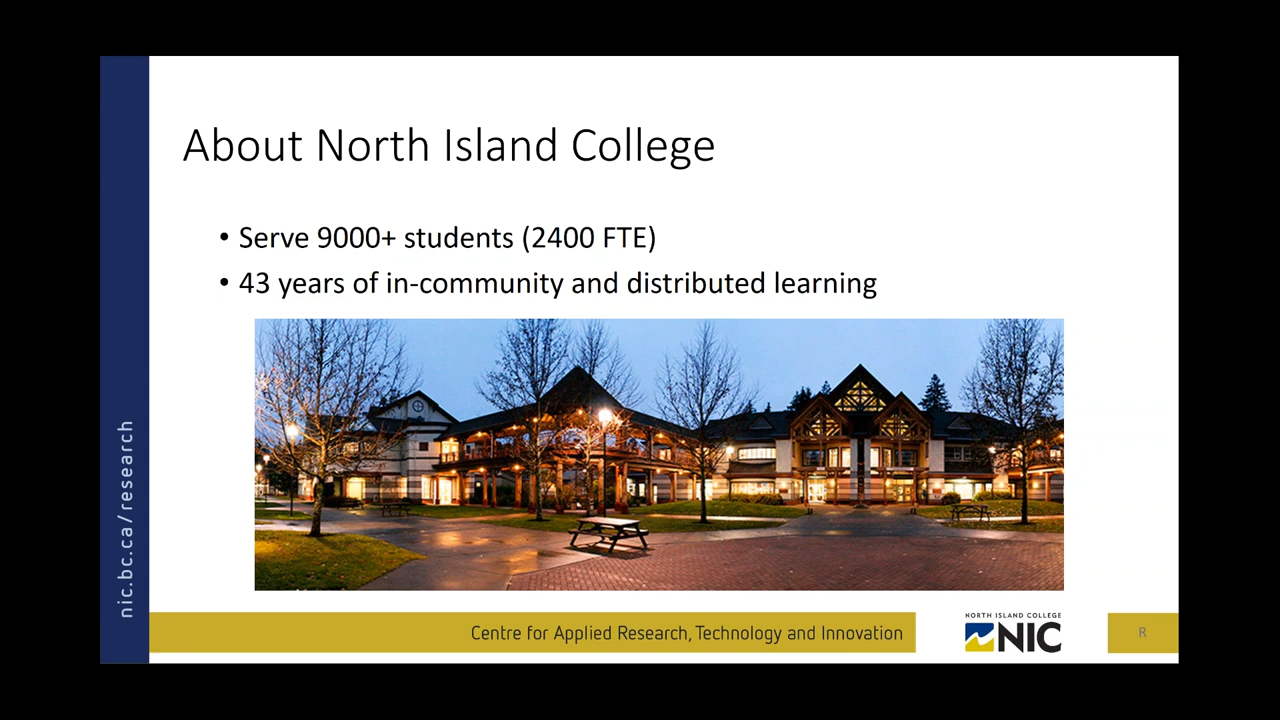 About North Island College
• Serve 9000+ students (2400 FTE)
• 43 years of in-community and distributed learning
nic.bc.ca/research
Centre for Applied Research, Technology and Innovation
NORTH ISLAND COLLEGE
NIC
R